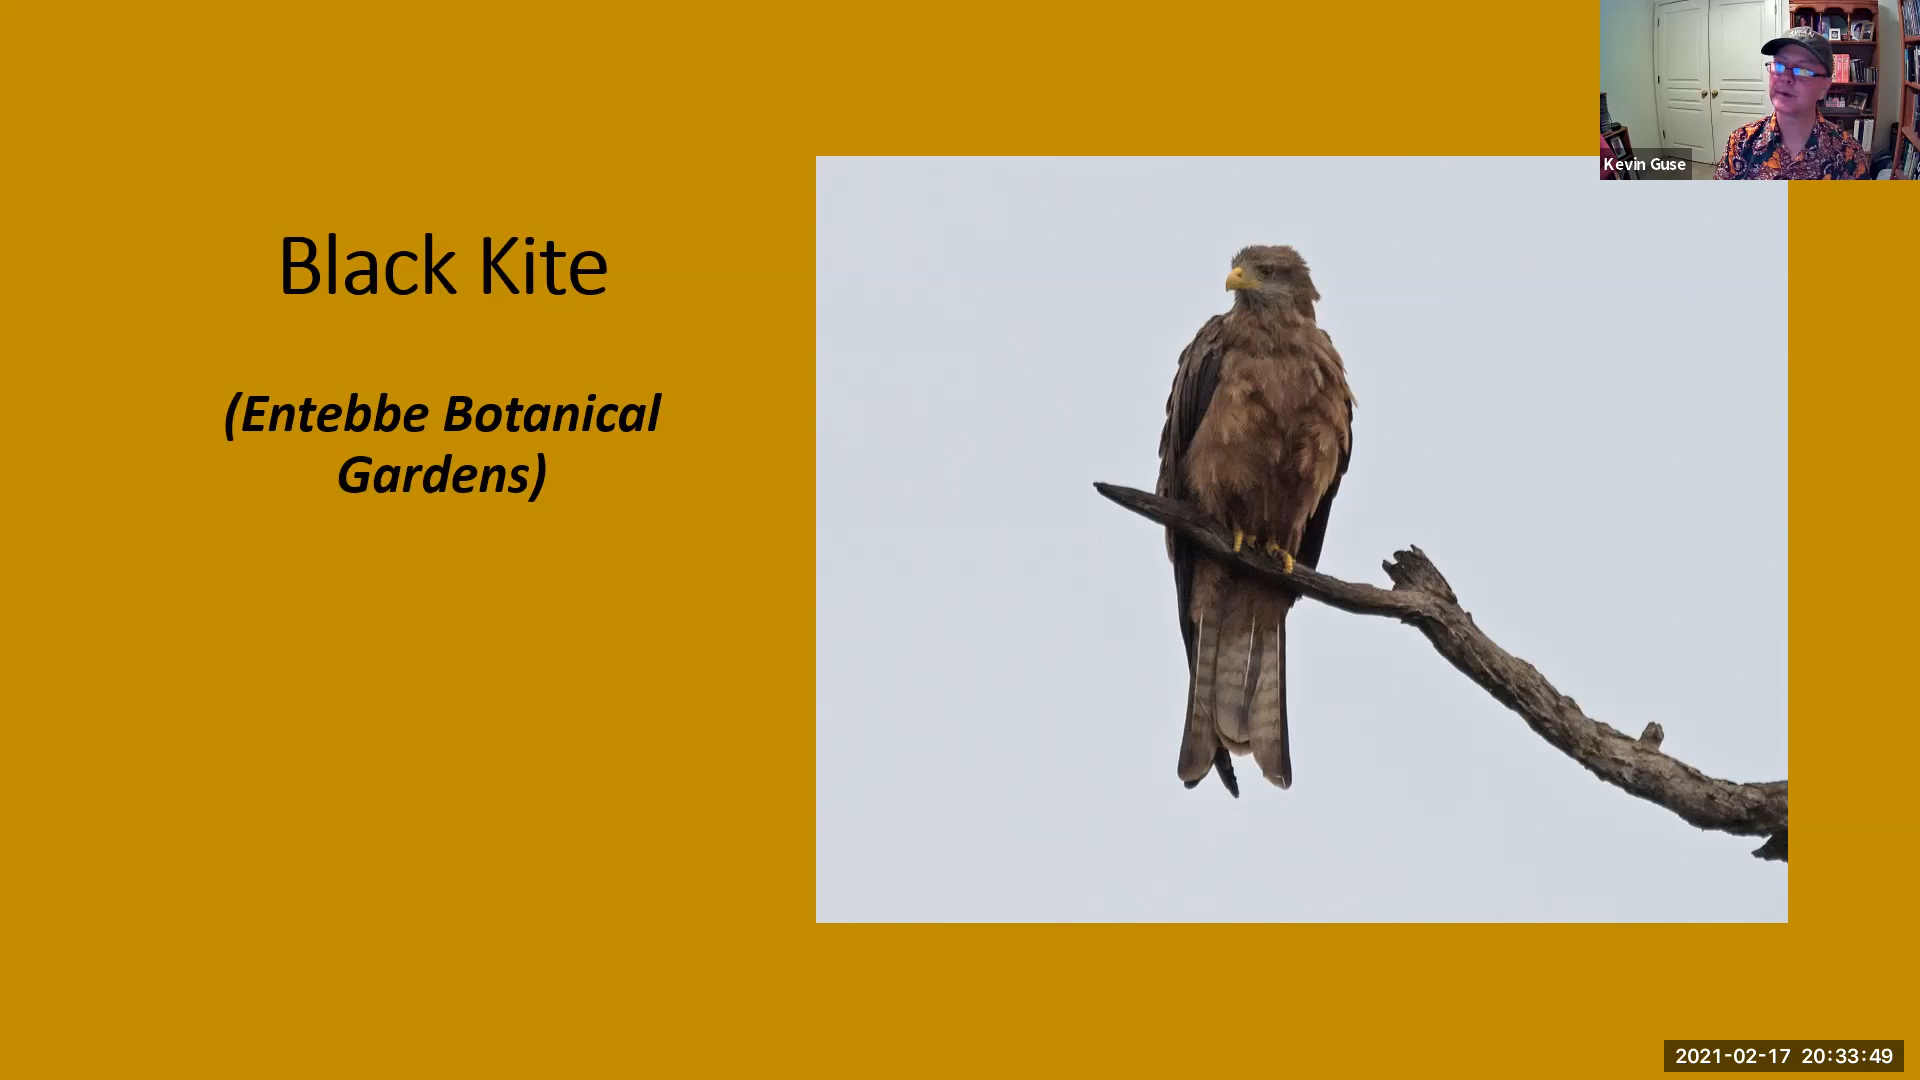 Kevin Guse
Black Kite
(Entebbe Botanical
Gardens)
2021-02-17 20:33:49